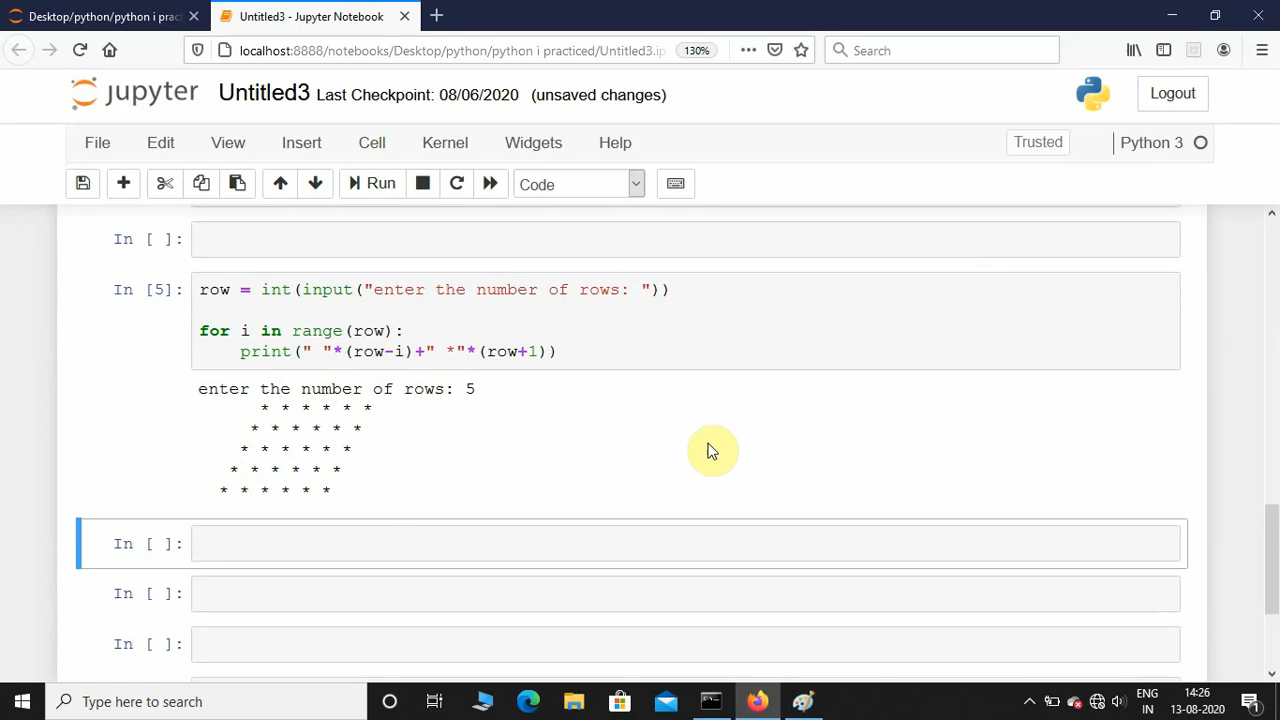 Desktop/python/python i prac
Untitled3 - Jupyter Notebook
localhost:8888/notebooks/Desktop/python/python i practiced/Untitled3.ip
130%
Search
jupyter
Untitled3 Last Checkpoint: 08/06/2020 (unsaved changes)
Logout
File Edit View Insert Cell Kernel Widgets Help
Trusted
Python 3
Run
Code
In [ ]:
In [5]:
row = int(input("enter the number of rows: "))
for i in range(row):
    print(" "*(row-i)+" *"*(row+1))
enter the number of rows: 5
      * * * * * *
     * * * * * *
    * * * * * *
   * * * * * *
  * * * * * *
In [ ]:
In [ ]:
In [ ]:
Type here to search
ENG
IN
14:26
13-08-2020
1